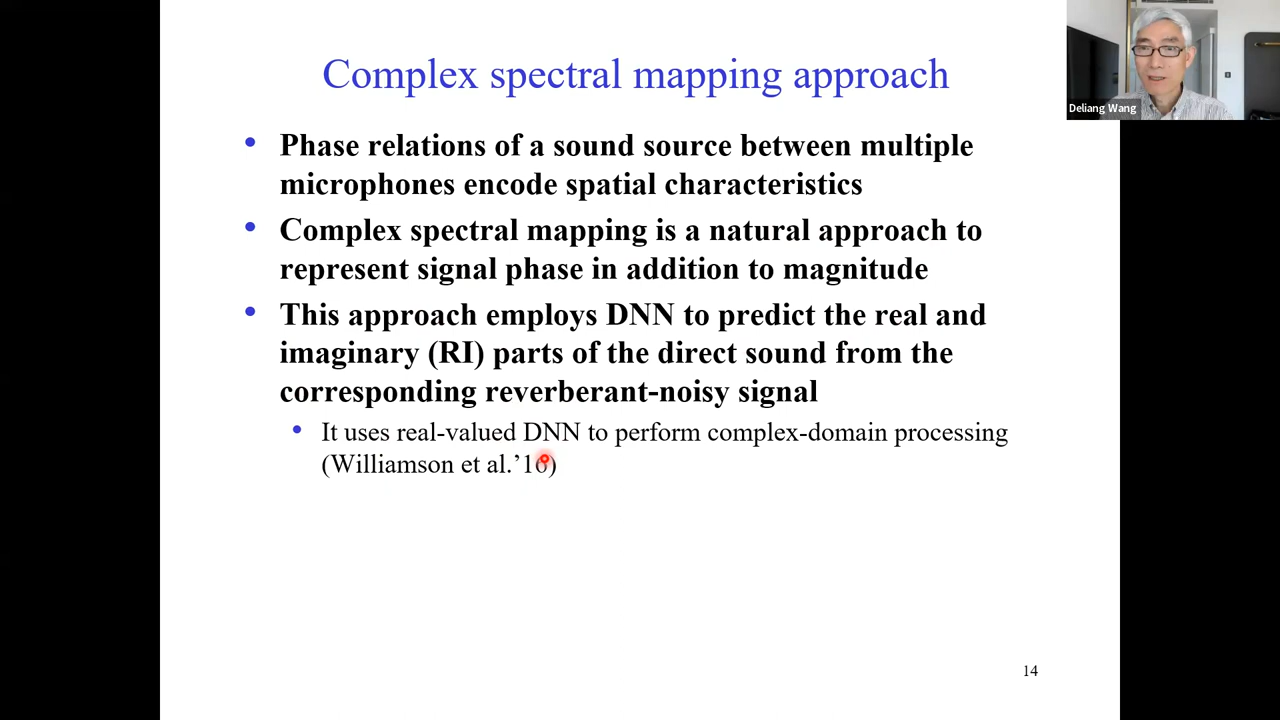 Complex spectral mapping approach
Deliang Wang
• Phase relations of a sound source between multiple
microphones encode spatial characteristics
• Complex spectral mapping is a natural approach to
represent signal phase in addition to magnitude
• This approach employs DNN to predict the real and
imaginary (RI) parts of the direct sound from the
corresponding reverberant-noisy signal
• It uses real-valued DNN to perform complex-domain processing
(Williamson et al.’16)
14